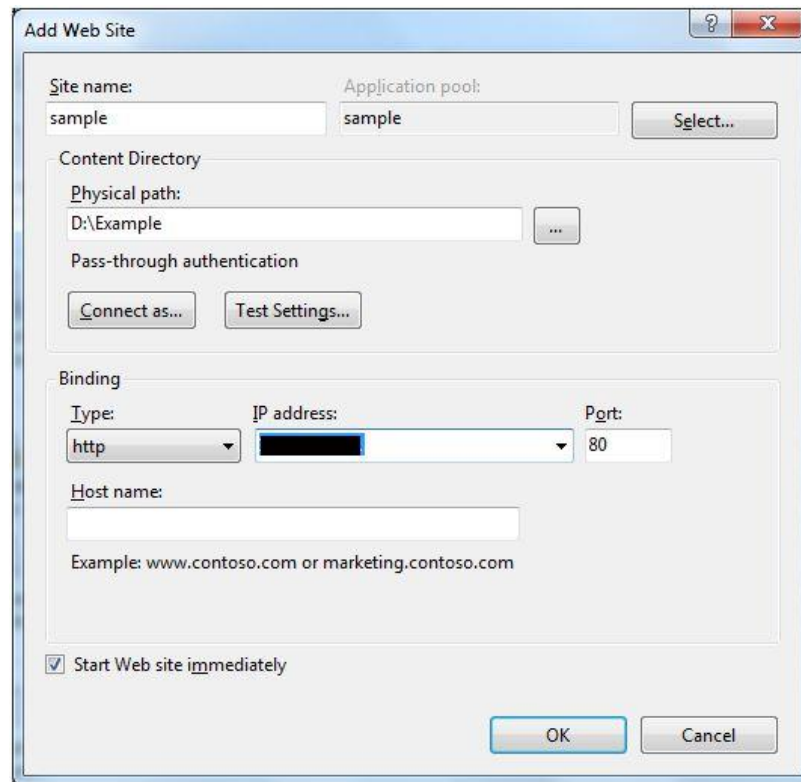 Add Web Site
Site name:
Application pool:
sample
sample
Select...
Content Directory
Physical path:
D:\Example
...
Pass-through authentication
Connect as...
Test Settings...
Binding
Type:
IP address:
Port:
http
80
Host name:
Example: www.contoso.com or marketing.contoso.com
Start Web site immediately
OK
Cancel